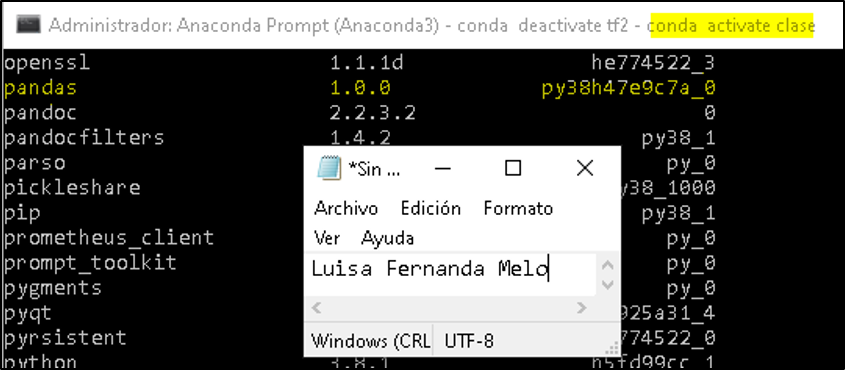 Administrador: Anaconda Prompt (Anaconda3) - conda deactivate tf2 - conda activate clase
openssl 1.1.1d he774522_3
pandas 1.0.0 py38h47e9c7a_0
pandoc 2.2.3.2 0
pandocfilters 1.4.2 py38_1
parso py_0
pickleshare y38_1000
pip py38_1
prometheus_client py_0
prompt_toolkit py_0
pygments py_0
pyqt 925a31_4
pyrsistent 774522_0
python 3.8.1 h5fd99cc_1
*Sin ...
Archivo Edición Formato
Ver Ayuda
Luisa Fernanda Melo
Windows (CRL UTF-8